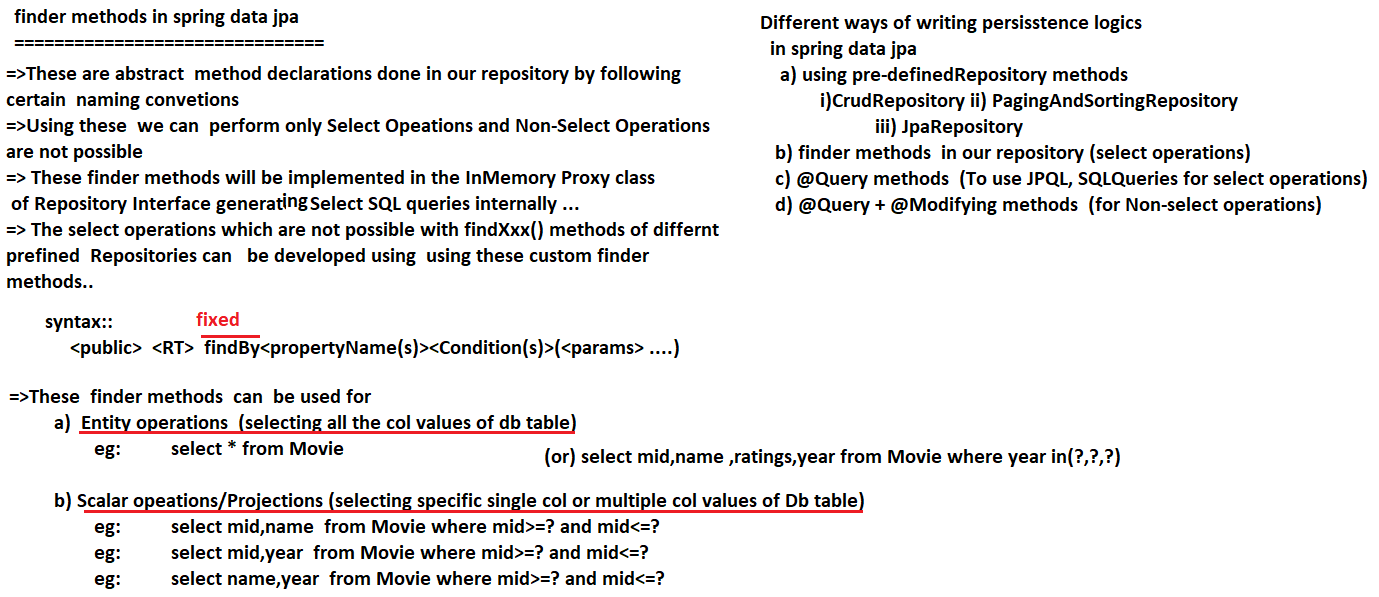 finder methods in spring data jpa
===============================
=>These are abstract method declarations done in our repository by following
certain naming convetions
=>Using these we can perform only Select Opeations and Non-Select Operations
are not possible
=> These finder methods will be implemented in the InMemory Proxy class
of Repository Interface generating Select SQL queries internally ...
=> The select operations which are not possible with findXxx() methods of differnt
prefined Repositories can be developed using using these custom finder
methods..
syntax::
fixed
<public> <RT> findBy<propertyName(s)><Condition(s)>(<params> ....)
=>These finder methods can be used for
a) Entity operations (selecting all the col values of db table)
eg: select * from Movie
(or) select mid,name ,ratings,year from Movie where year in(?,?,?)
b) Scalar opeations/Projections (selecting specific single col or multiple col values of Db table)
eg: select mid,name from Movie where mid>=? and mid<=?
eg: select mid,year from Movie where mid>=? and mid<=?
eg: select name,year from Movie where mid>=? and mid<=?
Different ways of writing persisstence logics
in spring data jpa
a) using pre-definedRepository methods
i)CrudRepository ii) PagingAndSortingRepository
iii) JpaRepository
b) finder methods in our repository (select operations)
c) @Query methods (To use JPQL, SQLQueries for select operations)
d) @Query + @Modifying methods (for Non-select operations)